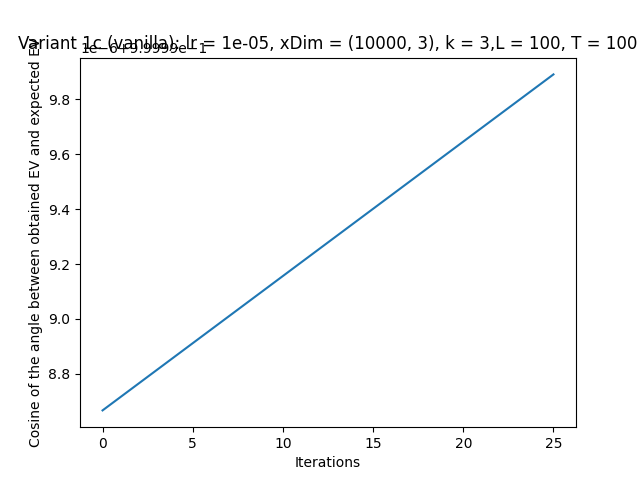 Variant 1c (vanilla): lr = 1e-05, xDim = (10000, 3), k = 3,L = 100, T = 100
1e−6+9.9999e−1
Cosine of the angle between obtained EV and expected EV
9.8
9.6
9.4
9.2
9.0
8.8
0 5 10 15 20 25
Iterations